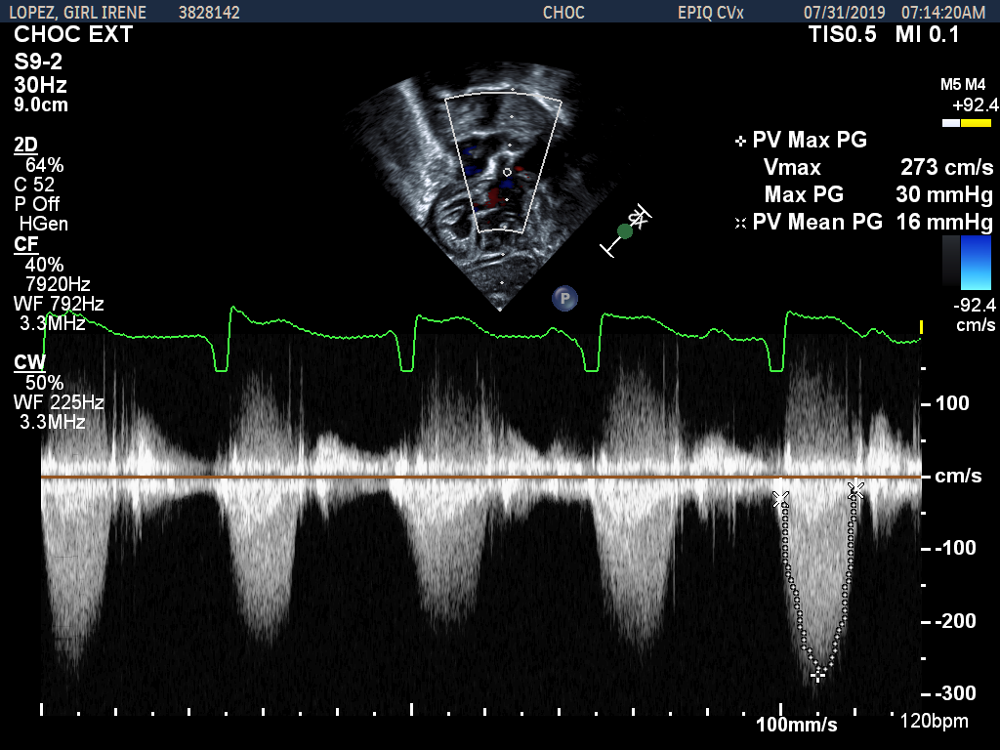 LOPEZ, GIRL IRENE 3828142 CHOC EPIQ CVx 07/31/2019 07:14:20AM
CHOC EXT TIS0.5 MI 0.1
S9-2
30Hz
9.0cm
M5 M4
+92.4
2D
64%
C 52
P Off
HGen
CF
40%
7920Hz
WF 792Hz
3.3MHz
PV Max PG
Vmax 273 cm/s
Max PG 30 mmHg
PV Mean PG 16 mmHg
P
-92.4
cm/s
CW
50%
WF 225Hz
3.3MHz
100
cm/s
-100
-200
-300
100mm/s
120bpm